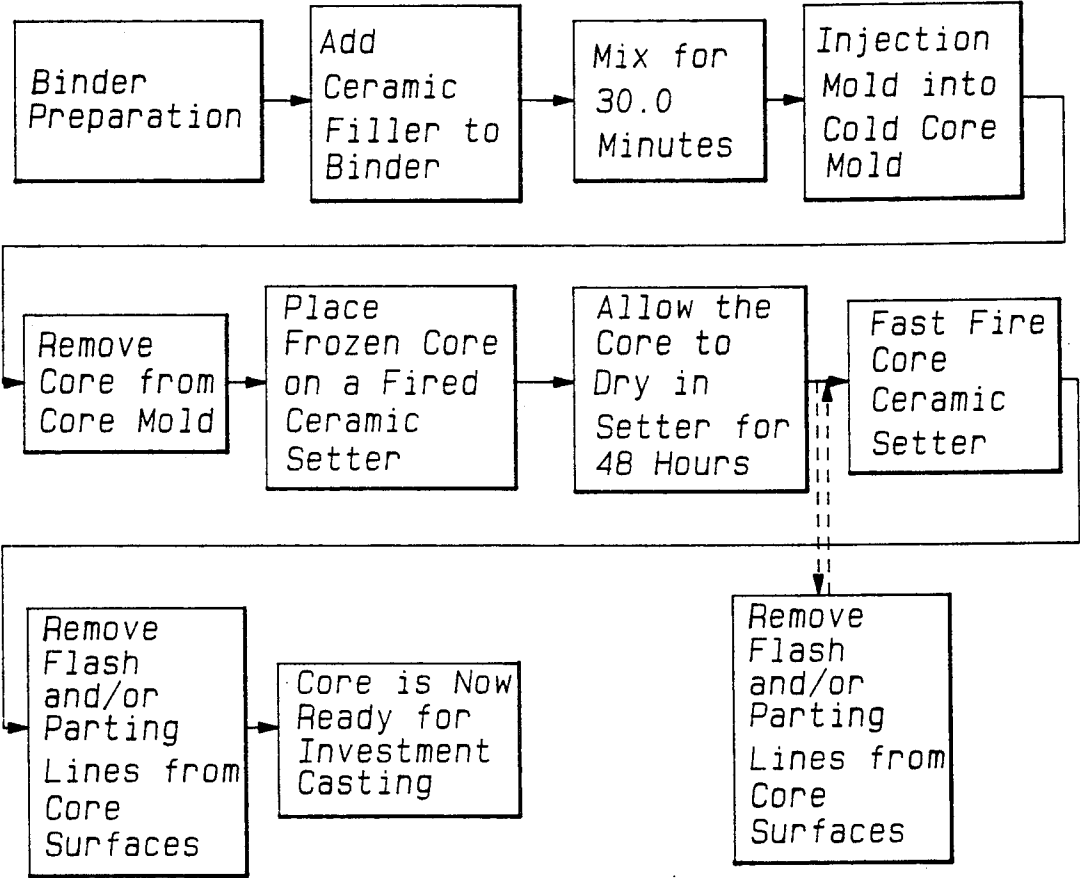 Binder
Preparation
Add
Ceramic
Filler to
Binder
Mix for
30.0
Minutes
Injection
Mold into
Cold Core
Mold
Remove
Core from
Core Mold
Place
Frozen Core
on a Fired
Ceramic
Setter
Allow the
Core to
Dry in
Setter for
48 Hours
Fast Fire
Core
Ceramic
Setter
Remove
Flash
and/or
Parting
Lines from
Core
Surfaces
Core is Now
Ready for
Investment
Casting
Remove
Flash
and/or
Parting
Lines from
Core
Surfaces